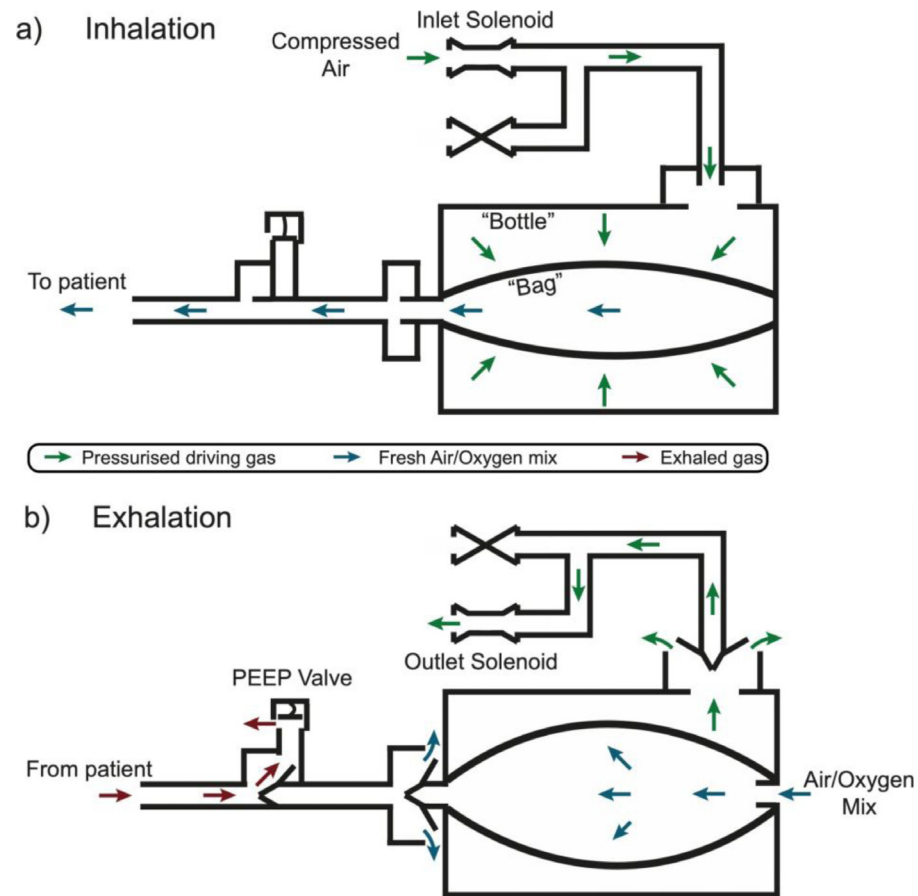 a) Inhalation
Inlet Solenoid
Compressed
Air
"Bottle"
"Bag"
To patient
Pressurised driving gas
Fresh Air/Oxygen mix
Exhaled gas
b) Exhalation
Outlet Solenoid
PEEP Valve
From patient
Air/Oxygen
Mix